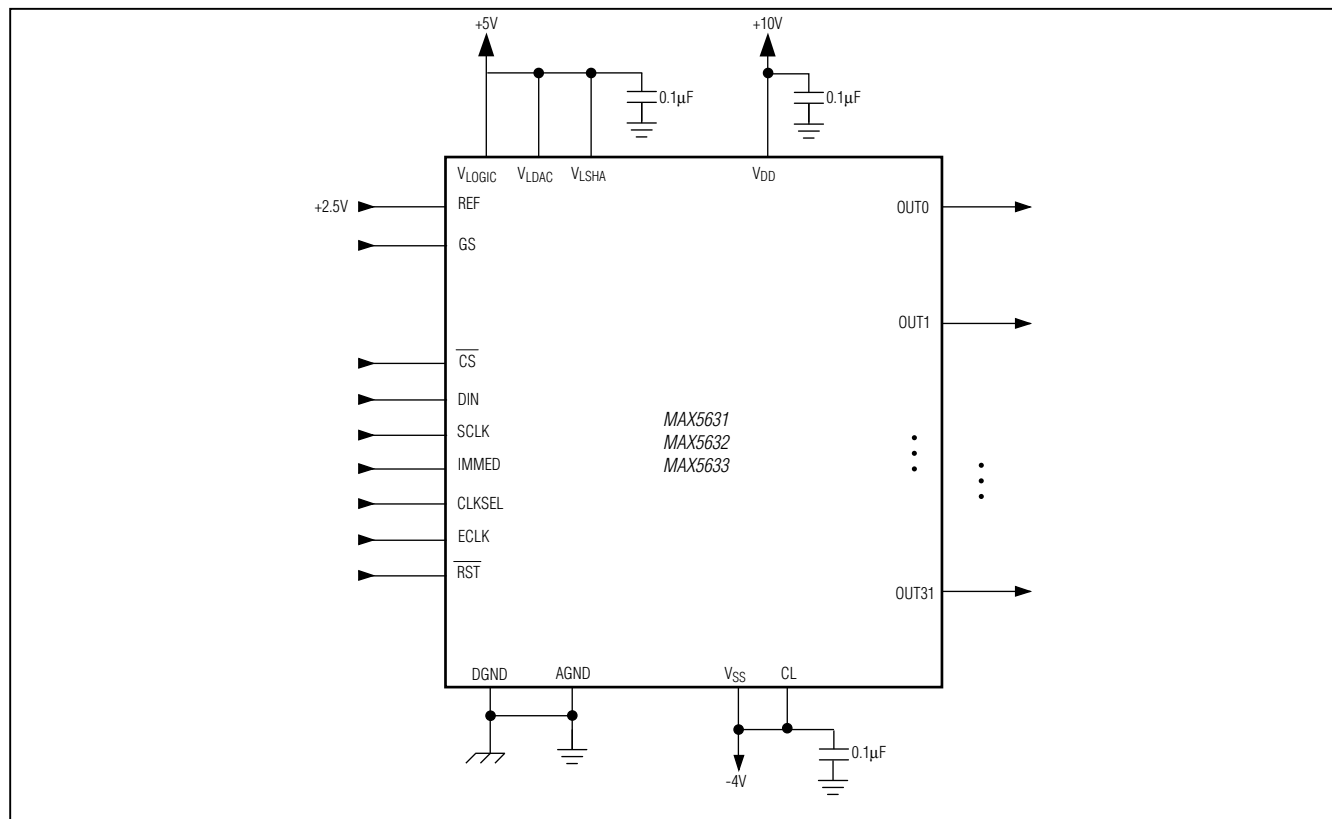 +5V
+10V
0.1µF
0.1µF
VLOGIC
VLDAC
VLSHA
VDD
+2.5V
REF
OUT0
GS
OUT1
CS
DIN
SCLK
IMMED
CLKSEL
ECLK
RST
MAX5631
MAX5632
MAX5633
OUT31
DGND
AGND
VSS
CL
0.1µF
-4V